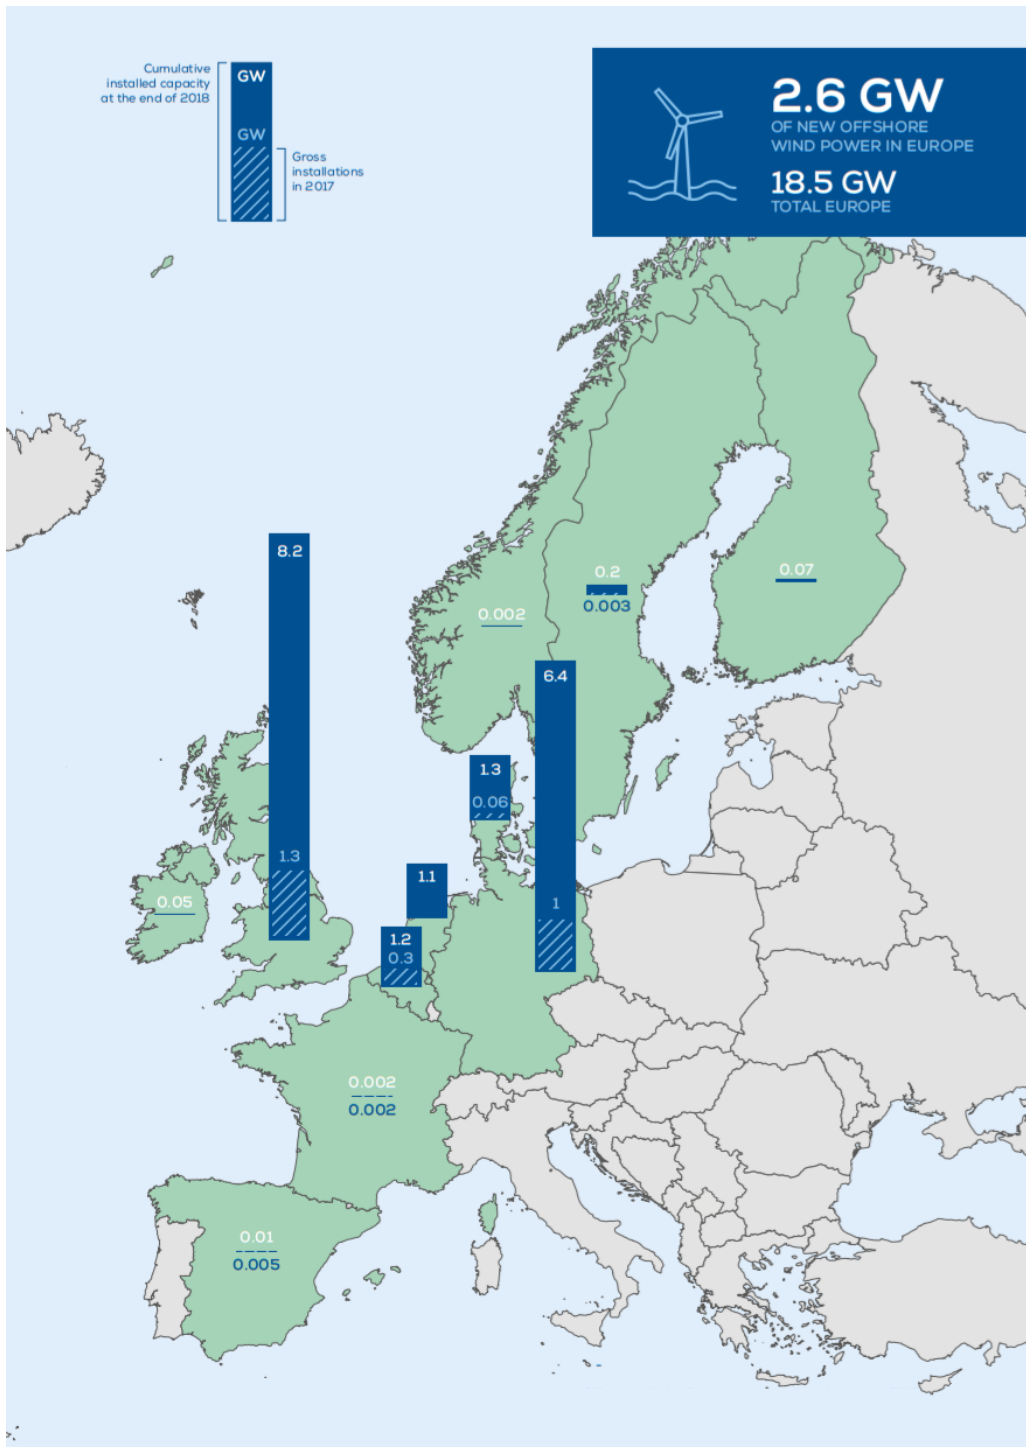 Cumulative
installed capacity
at the end of 2018
GW
GW
Gross
installations
in 2017
2.6 GW
OF NEW OFFSHORE
WIND POWER IN EUROPE
18.5 GW
TOTAL EUROPE
8.2
1.3
0.2
0.003
0.07
0.002
6.4
1
1.3
0.06
1.1
1.2
0.3
0.05
0.002
0.002
0.01
0.005